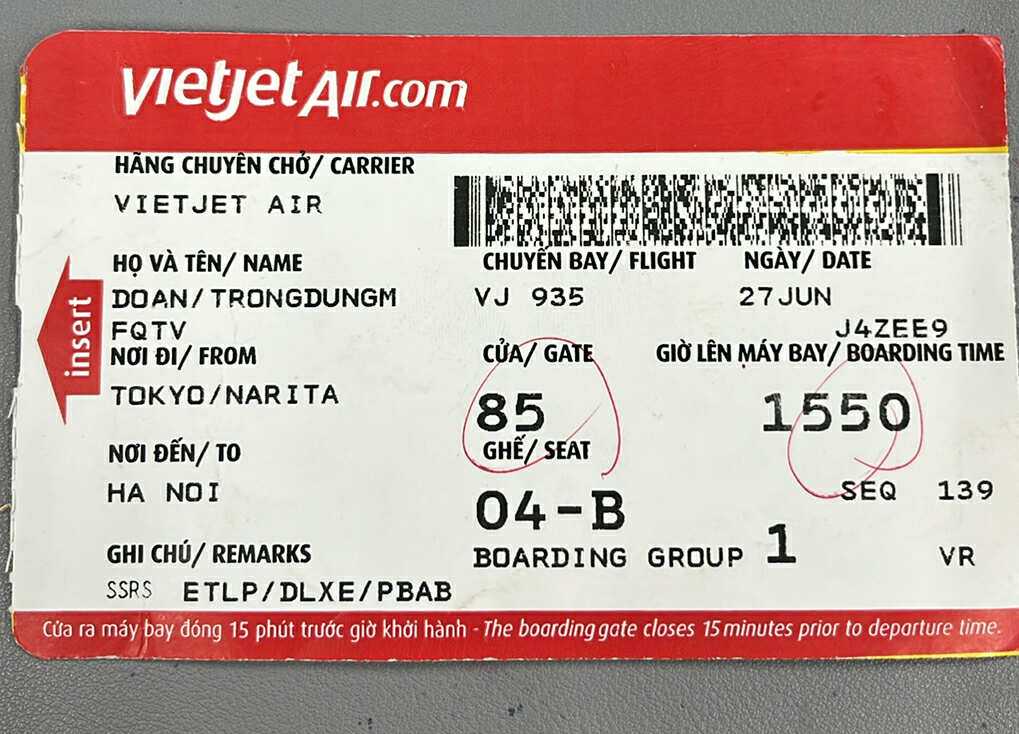 vietjetAir.com
HÃNG CHUYÊN CHỞ/ CARRIER
VIETJET AIR
HỌ VÀ TÊN/ NAME
DOAN/TRONGDUNGM
FQTV
CHUYẾN BAY/ FLIGHT NGÀY/ DATE
VJ 935 27JUN
J4ZEE9
NƠI ĐI/ FROM
TOKYO/NARITA
CỬA/ GATE GIỜ LÊN MÁY BAY/ BOARDING TIME
85 1550
NƠI ĐẾN/ TO
HA NOI
GHẾ/ SEAT
04-B
SEQ 139
BOARDING GROUP 1 VR
GHI CHÚ/ REMARKS
SSRS ETLP/DLXE/PBAB
insert
Cửa ra máy bay đóng 15 phút trước giờ khởi hành - The boarding gate closes 15 minutes prior to departure time.